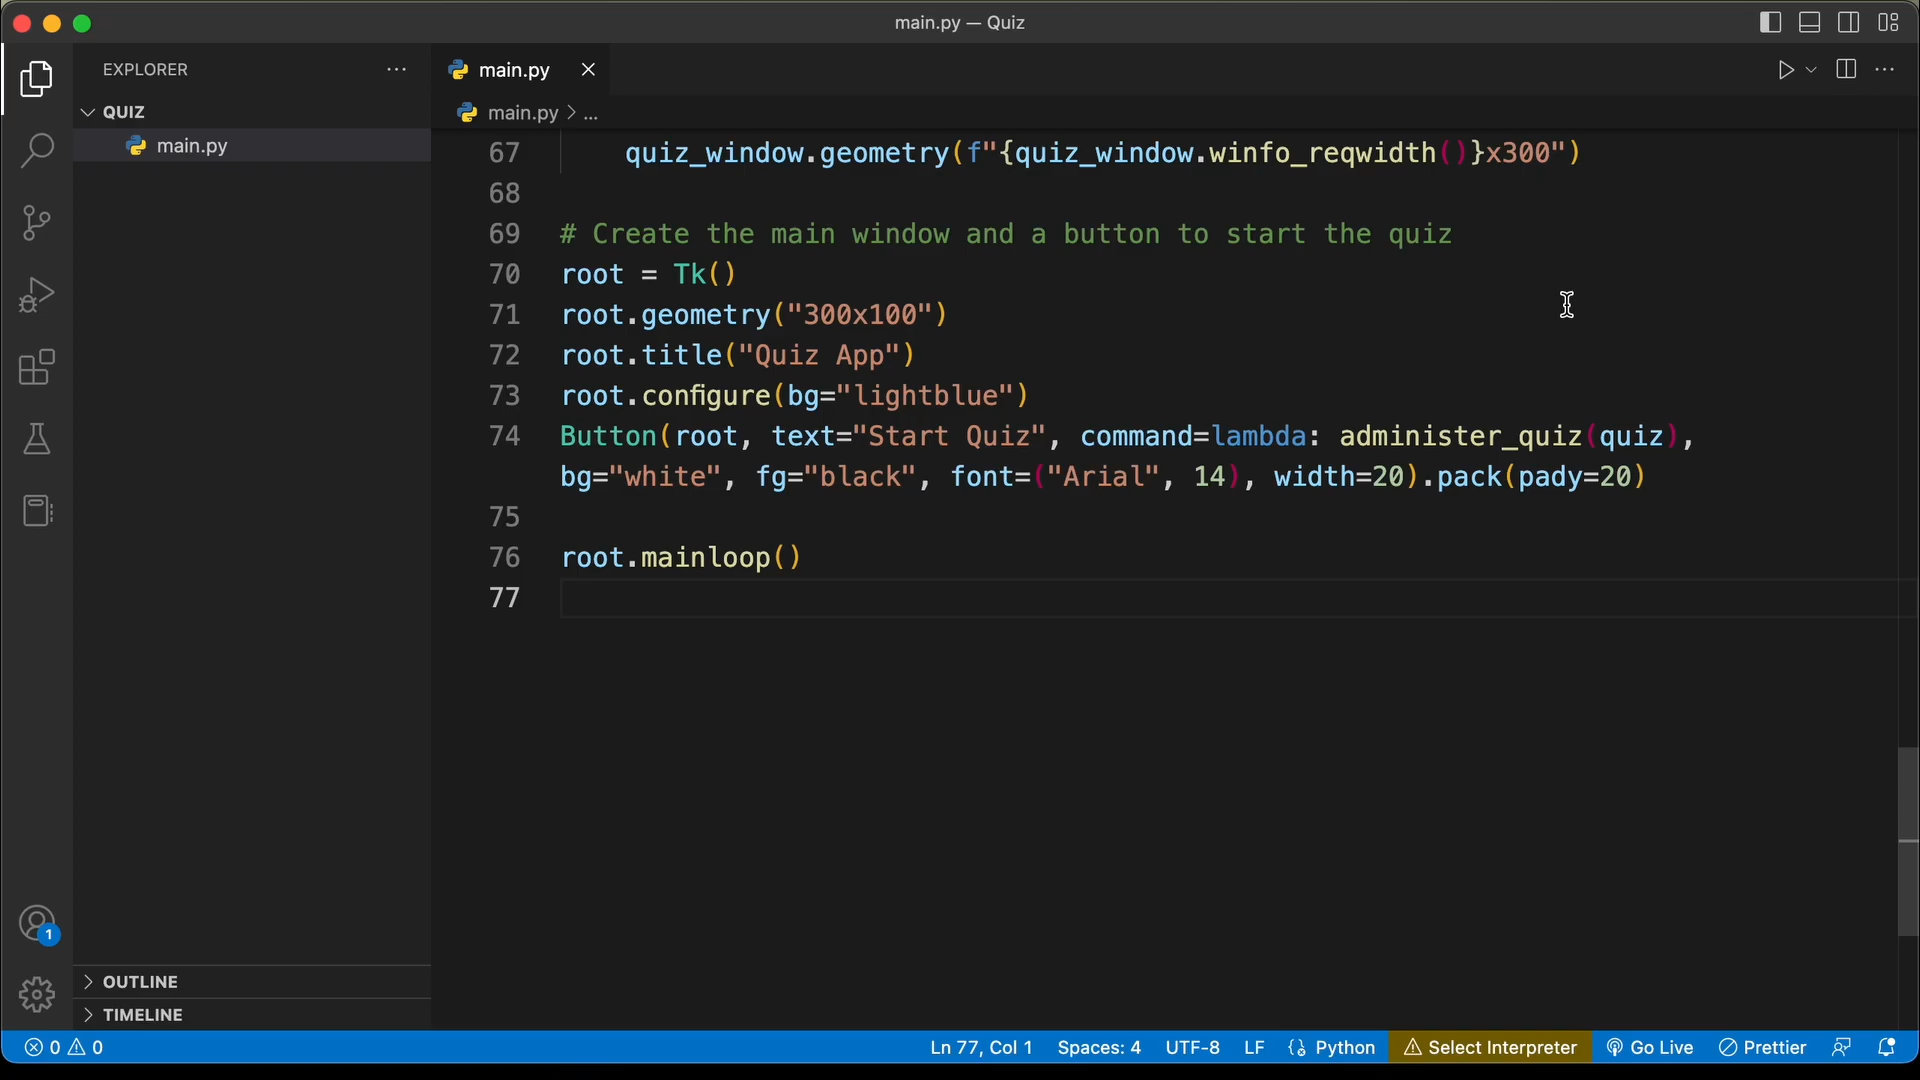 main.py — Quiz
EXPLORER
QUIZ
main.py
main.py
main.py > ...
67 quiz_window.geometry(f"{quiz_window.winfo_reqwidth()}x300")
68
69 # Create the main window and a button to start the quiz
70 root = Tk()
71 root.geometry("300x100")
72 root.title("Quiz App")
73 root.configure(bg="lightblue")
74 Button(root, text="Start Quiz", command=lambda: administer_quiz(quiz),
bg="white", fg="black", font=("Arial", 14), width=20).pack(pady=20)
75
76 root.mainloop()
77
1
OUTLINE
TIMELINE
0 0 Ln 77, Col 1 Spaces: 4 UTF-8 LF Python Select Interpreter Go Live Prettier